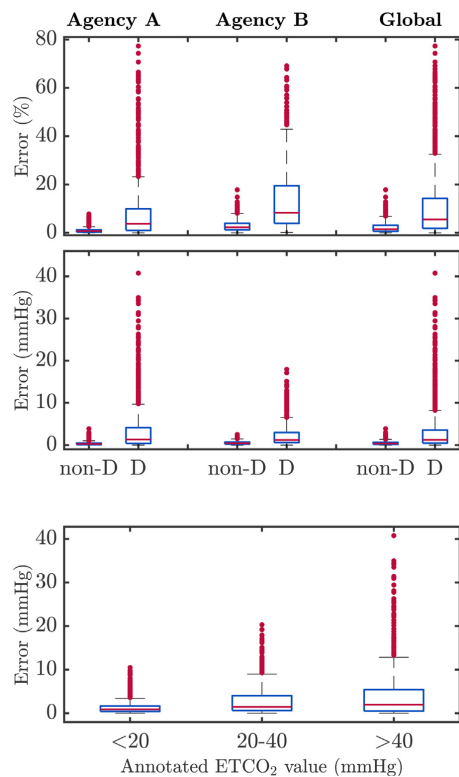 Agency A Agency B Global
80
60
40
20
0
Error (%)
40
30
20
10
0
Error (mmHg)
non-D D non-D D non-D D
40
30
20
10
0
Error (mmHg)
<20 20-40 >40
Annotated ETCO₂ value (mmHg)